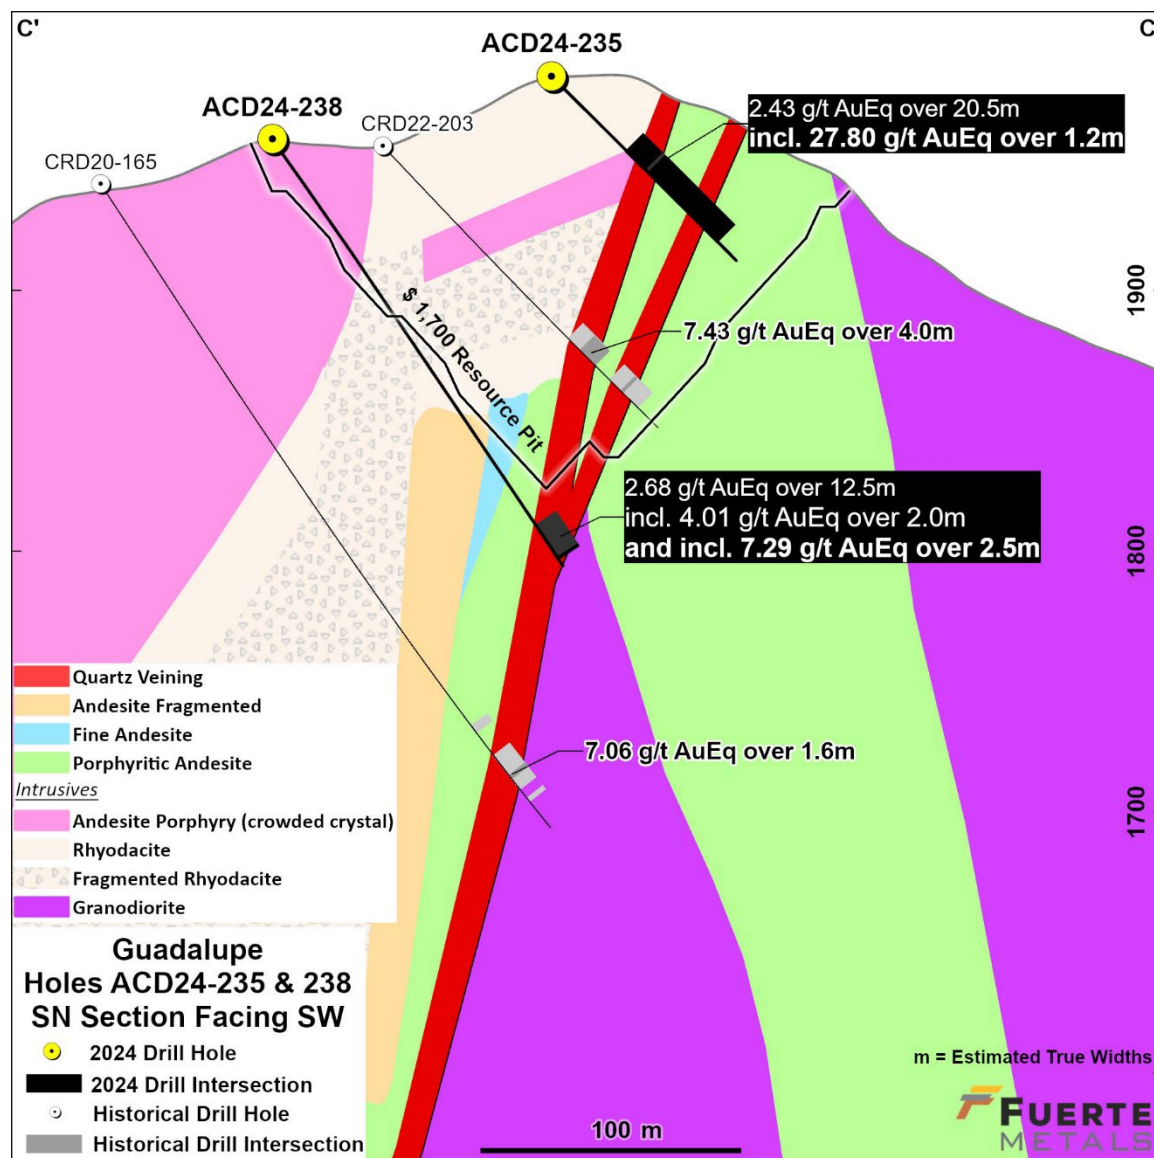 C'
C
ACD24-235
ACD24-238
CRD22-203
CRD20-165
2.43 g/t AuEq over 20.5m
incl. 27.80 g/t AuEq over 1.2m
1900
$ 1,700 Resource Pit
7.43 g/t AuEq over 4.0m
2.68 g/t AuEq over 12.5m
incl. 4.01 g/t AuEq over 2.0m
and incl. 7.29 g/t AuEq over 2.5m
1800
7.06 g/t AuEq over 1.6m
1700
Quartz Veining
Andesite Fragmented
Fine Andesite
Porphyritic Andesite
Intrusives
Andesite Porphyry (crowded crystal)
Rhyodacite
Fragmented Rhyodacite
Granodiorite
Guadalupe
Holes ACD24-235 & 238
SN Section Facing SW
2024 Drill Hole
2024 Drill Intersection
Historical Drill Hole
Historical Drill Intersection
100 m
m = Estimated True Widths
FUERTE
METALS